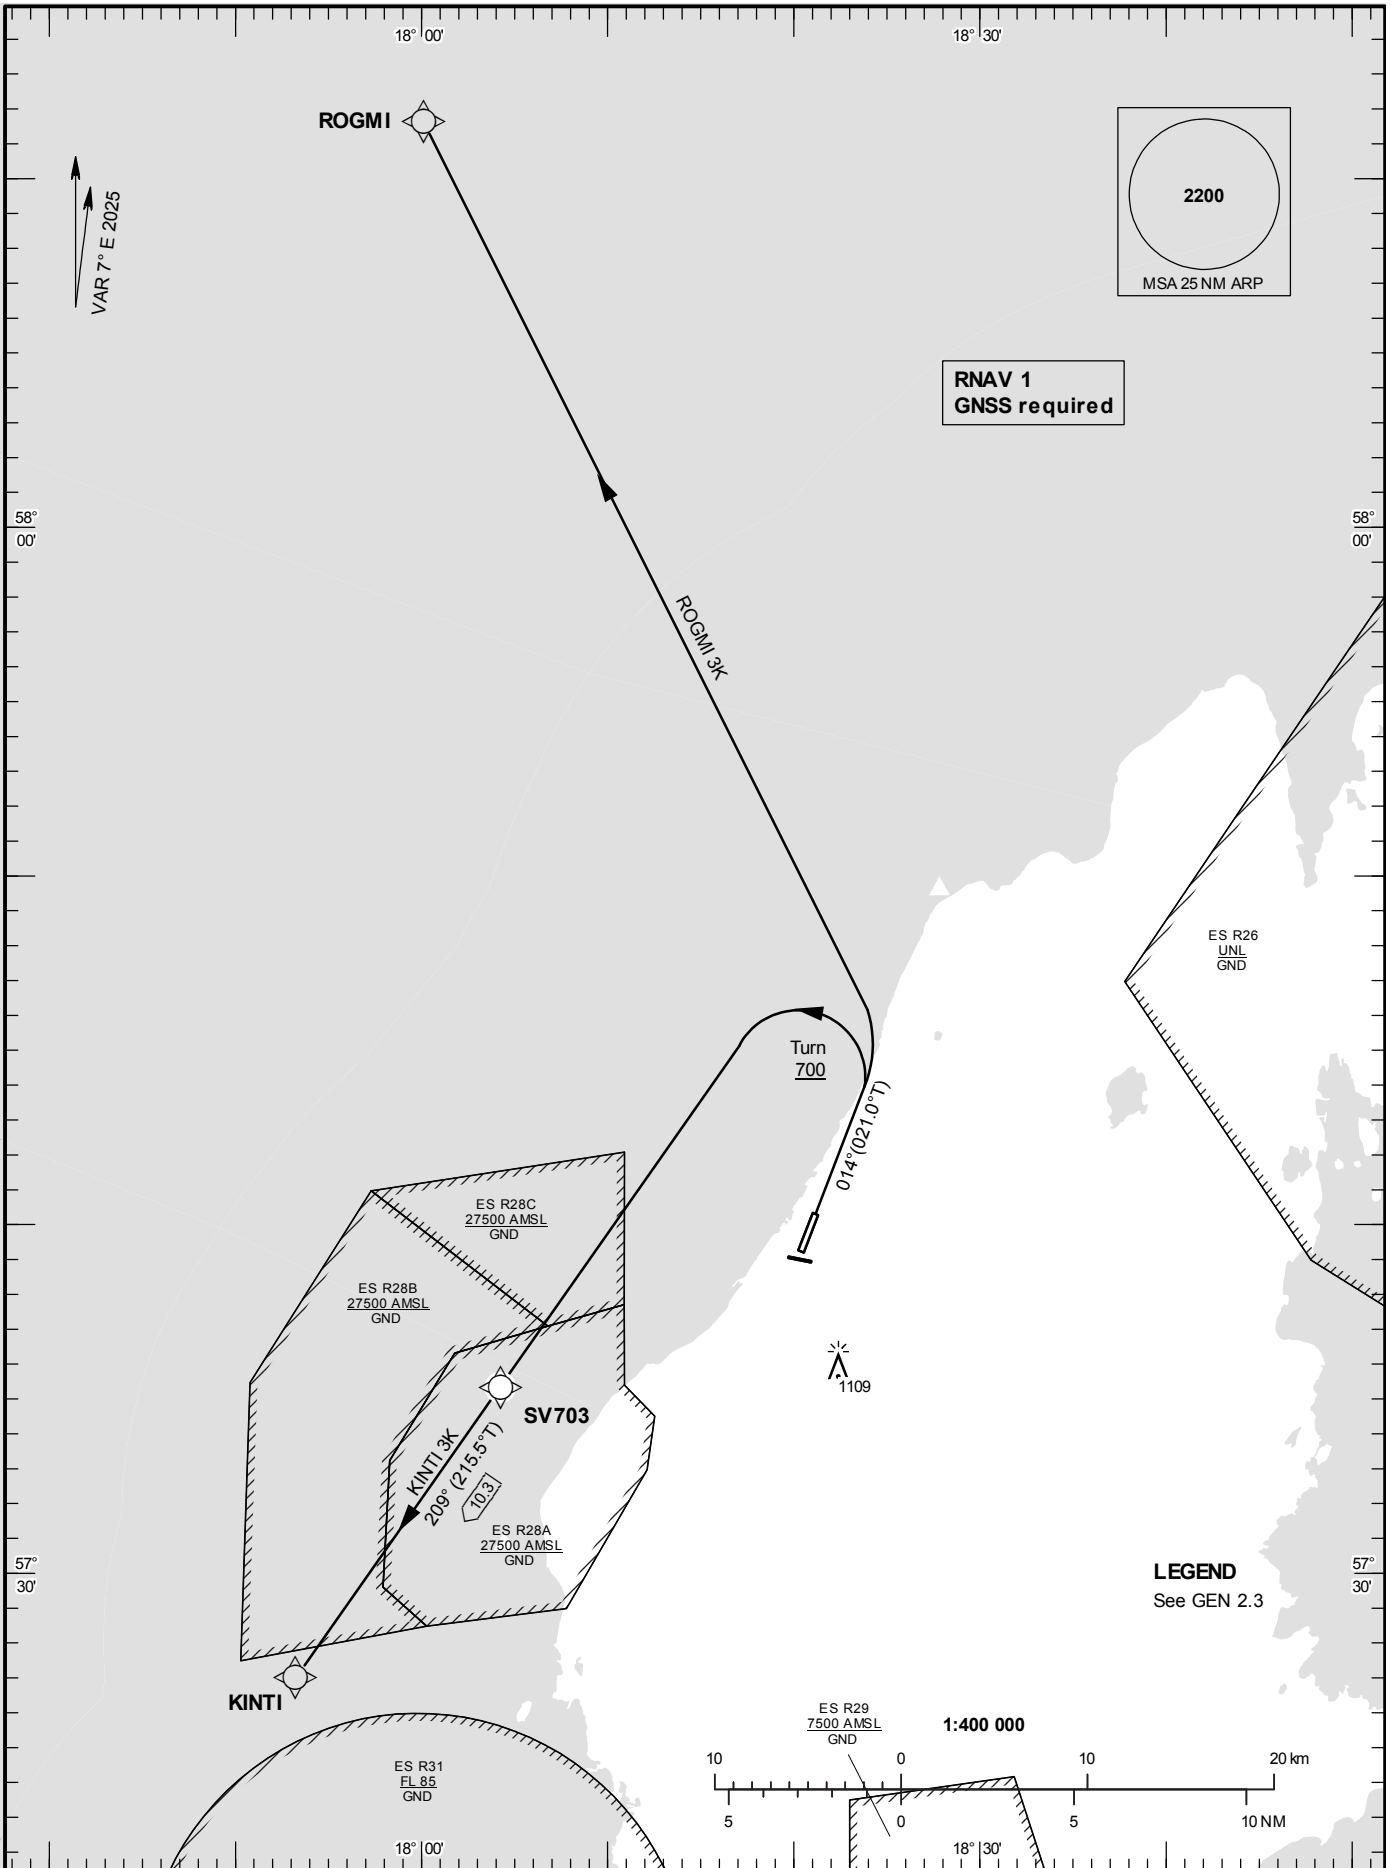 18° 00'
18° 30'
ROGMI
VAR 7° E 2025
2200
MSA 25 NM ARP
RNAV 1
GNSS required
58°
00'
58°
00'
ROGMI 3K
ES R26
UNL
GND
Turn
700
014°(021.0°T)
ES R28C
27500 AMSL
GND
ES R28B
27500 AMSL
GND
1109
SV703
KINTI 3K
209° (215.5°T)
10.3
ES R28A
27500 AMSL
GND
57°
30'
57°
30'
LEGEND
See GEN 2.3
KINTI
ES R29
7500 AMSL
GND
1:400 000
10 0 10 20 km
5 0 5 10 NM
ES R31
FL 85
GND
18° 00'
18° 30'